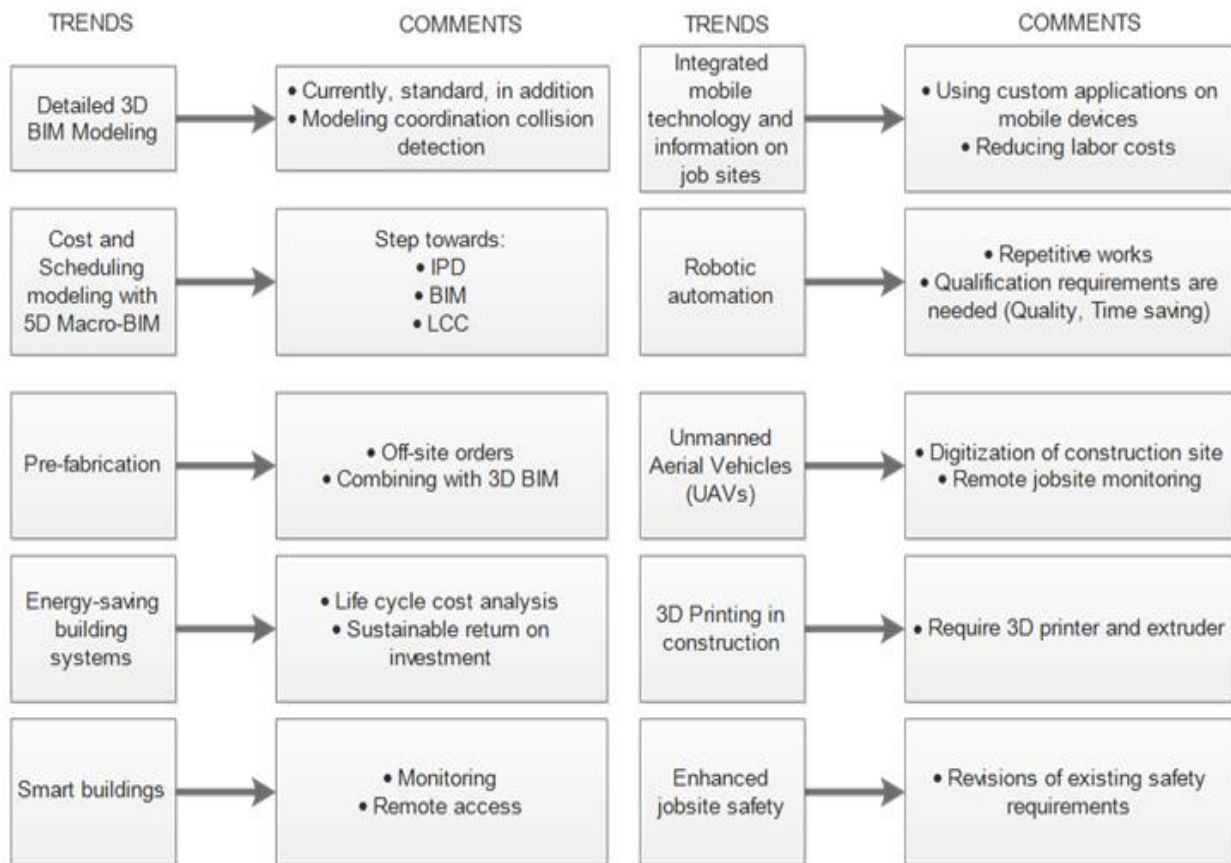 TRENDS
COMMENTS
Detailed 3D
BIM Modeling
• Currently, standard, in addition
• Modeling coordination collision
detection
Cost and
Scheduling
modeling with
5D Macro-BIM
Step towards:
• IPD
• BIM
• LCC
Pre-fabrication
• Off-site orders
• Combining with 3D BIM
Energy-saving
building
systems
• Life cycle cost analysis
• Sustainable return on
investment
Smart buildings
• Monitoring
• Remote access
TRENDS
COMMENTS
Integrated
mobile
technology and
information on
job sites
• Using custom applications on
mobile devices
• Reducing labor costs
Robotic
automation
• Repetitive works
• Qualification requirements are
needed (Quality, Time saving)
Unmanned
Aerial Vehicles
(UAVs)
• Digitization of construction site
• Remote jobsite monitoring
3D Printing in
construction
• Require 3D printer and extruder
Enhanced
jobsite safety
• Revisions of existing safety
requirements